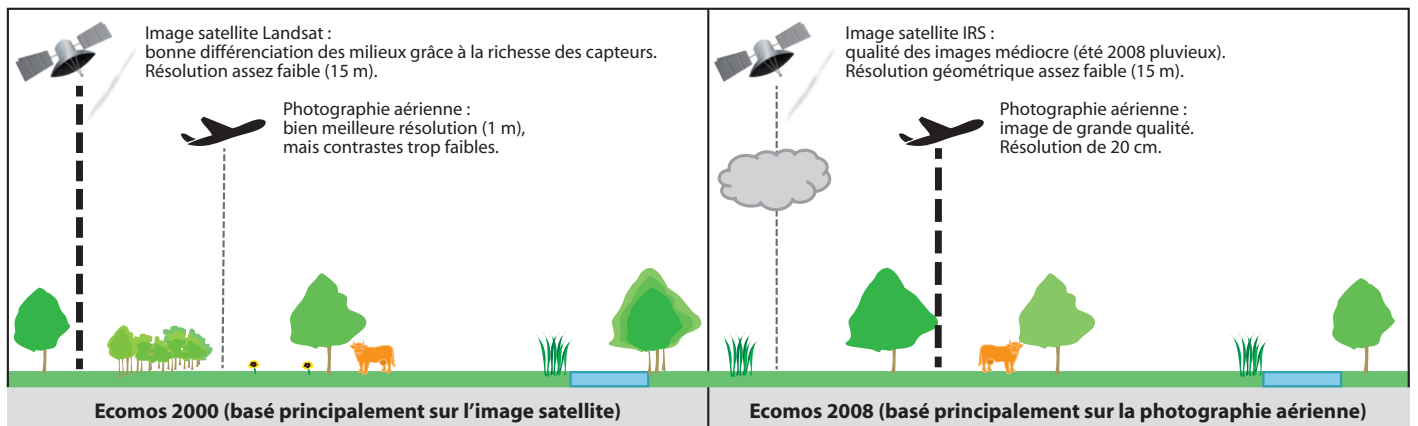 Image satellite Landsat :
bonne différenciation des milieux grâce à la richesse des capteurs.
Résolution assez faible (15 m).
Photographie aérienne :
bien meilleure résolution (1 m),
mais contrastes trop faibles.
Ecomos 2000 (basé principalement sur l'image satellite)
Image satellite IRS :
qualité des images médiocre (été 2008 pluvieux).
Résolution géométrique assez faible (15 m).
Photographie aérienne :
image de grande qualité.
Résolution de 20 cm.
Ecomos 2008 (basé principalement sur la photographie aérienne)